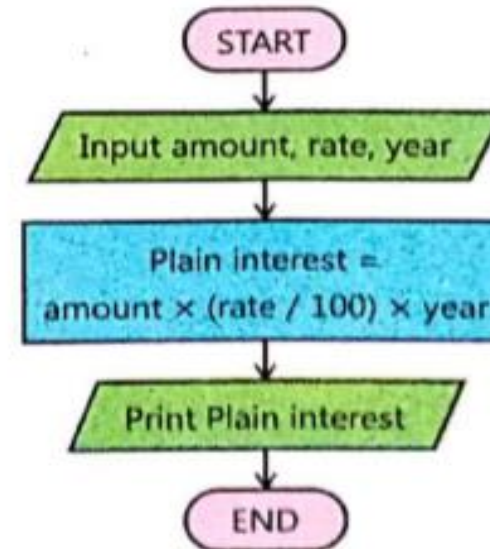 START
Input amount, rate, year
Plain interest =
amount × (rate / 100) × year
Print Plain interest
END